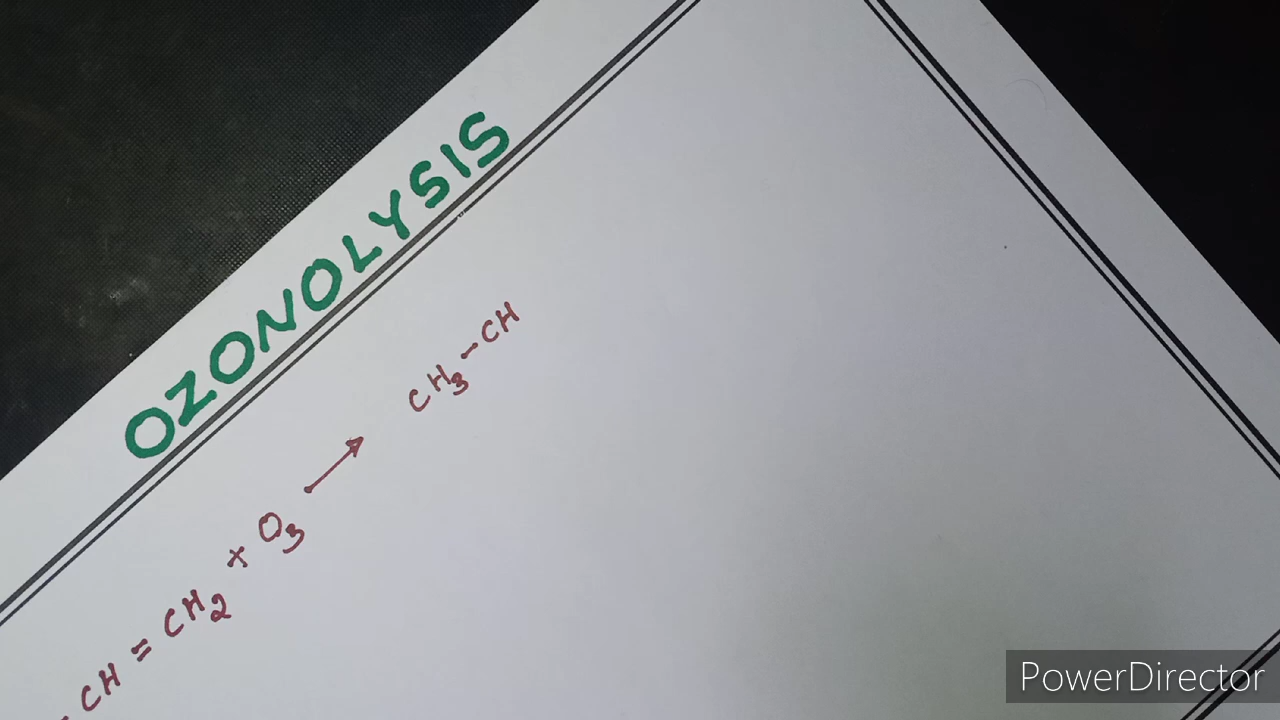 OZONOLYSIS
- CH = CH₂ + O₃ → CH₃ - CH
PowerDirector